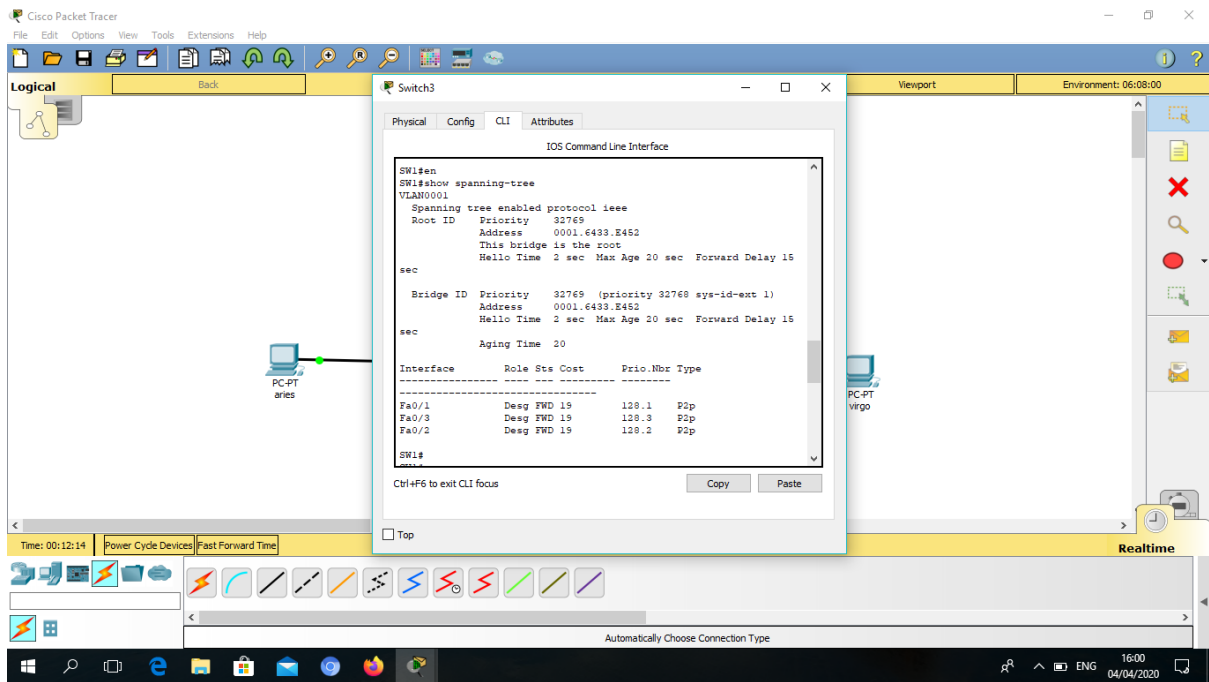 Cisco Packet Tracer
File Edit Options View Tools Extensions Help
Logical
Back
Viewport
Environment: 06:08:00
Switch3
Physical Config CLI Attributes
IOS Command Line Interface
SW1#en
SW1#show spanning-tree
VLAN0001
Spanning tree enabled protocol ieee
Root ID Priority 32769
Address 0001.6433.E452
This bridge is the root
Hello Time 2 sec Max Age 20 sec Forward Delay 15
sec
Bridge ID Priority 32769 (priority 32768 sys-id-ext 1)
Address 0001.6433.E452
Hello Time 2 sec Max Age 20 sec Forward Delay 15
sec
Aging Time 20
Interface Role Sts Cost Prio.Nbr Type
---------------- ---- --- --------- --------
--------------------------------
Fa0/1 Desg FWD 19 128.1 P2p
Fa0/3 Desg FWD 19 128.3 P2p
Fa0/2 Desg FWD 19 128.2 P2p
SW1#
Ctrl+F6 to exit CLI focus
Copy
Paste
Top
PC-PT
aries
PC-PT
virgo
Time: 00:12:14
Power Cycle Devices
Fast Forward Time
Realtime
Automatically Choose Connection Type
ENG
16:00
04/04/2020